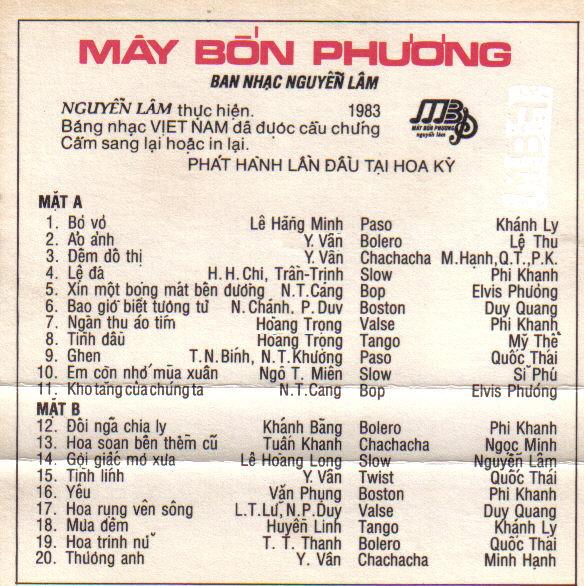 MÂY BỐN PHƯƠNG
BAN NHẠC NGUYỄN LÂM
NGUYỄN LÂM thực hiện. 1983
Băng nhạc VIỆT NAM đã được cầu chứng
Cấm sang lại hoặc in lại.
MÂY BỐN PHƯƠNG
nguyễn lâm
PHÁT HÀNH LẦN ĐẦU TẠI HOA KỲ
MẶT A
1. Bó vó Lê Hằng Minh Paso Khánh Ly
2. Ảo ảnh Y. Vân Bolero Lệ Thu
3. Đêm đô thị Y. Vân Chachacha M.Hạnh,Q.T.,P.K.
4. Lệ đá H.H.Chi, Trần-Trịnh Slow Phi Khanh
5. Xin một bóng mát bên đường N.T.Cang Bop Elvis Phương
6. Bao giờ biết tương tư N.Chánh. P.Duy Boston Duy Quang
7. Ngàn thu áo tím Hoàng Trọng Valse Phi Khanh
8. Tình đầu Hoàng Trọng Tango Mỹ Thể
9. Ghen T.N.Bính, N.T.Khương Paso Quốc Thái
10. Em còn nhớ mùa xuân Ngô T. Miên Slow Sĩ Phú
11. Kho tàng của chúng ta N.T.Cang Bop Elvis Phương
MẶT B
12. Đôi ngã chia ly Khánh Băng Bolero Phi Khanh
13. Hoa soan bên thềm cũ Tuấn Khanh Chachacha Ngọc Minh
14. Gọi giấc mơ xưa Lê Hoàng Long Slow Nguyễn Lâm
15. Tình lính Y. Vân Twist Quốc Thái
16. Yêu Văn Phụng Boston Phi Khanh
17. Hoa rụng ven sông L.T.Lư, N.P.Duy Valse Duy Quang
18. Mưa đêm Huyền Linh Tango Khánh Ly
19. Hoa trinh nữ T. T. Thanh Bolero Quốc Thái
20. Thương anh Y. Vân Chachacha Minh Hạnh